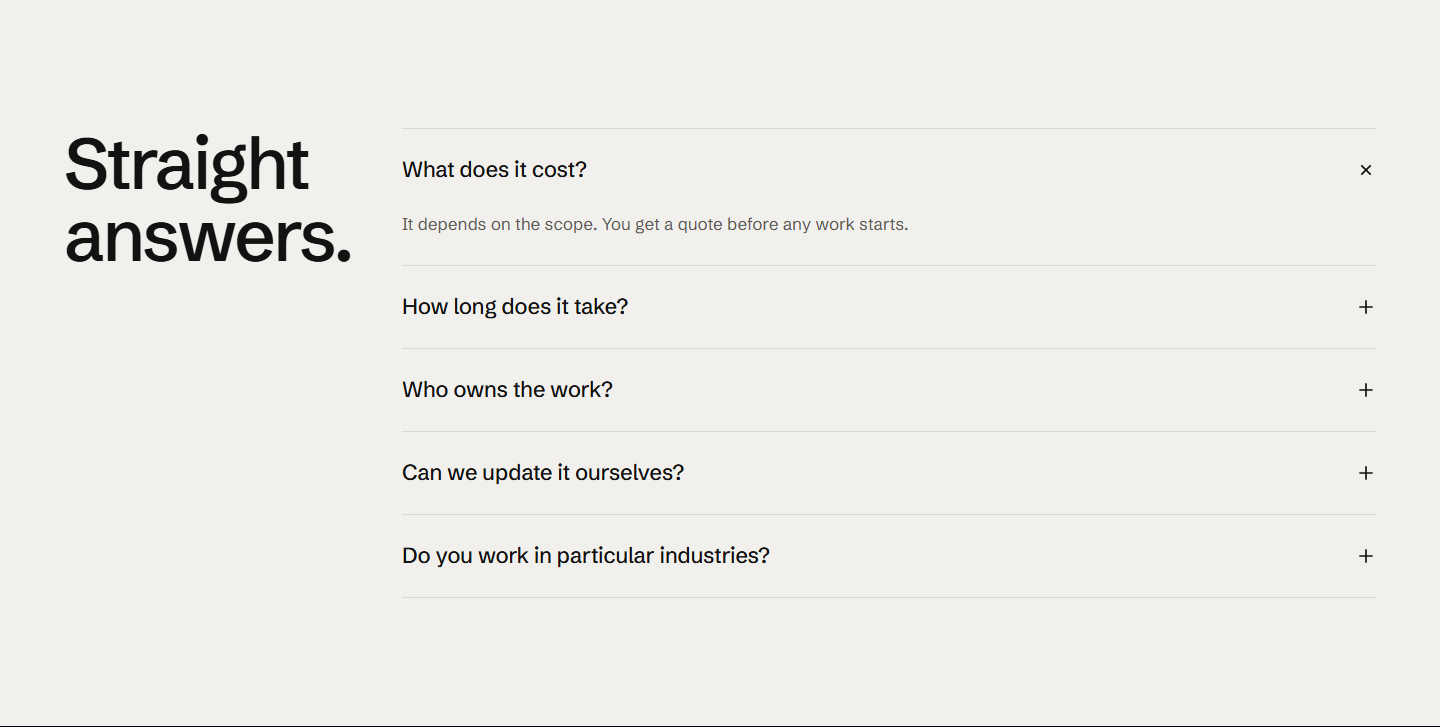 Straight
answers.
What does it cost?
It depends on the scope. You get a quote before any work starts.
How long does it take?
Who owns the work?
Can we update it ourselves?
Do you work in particular industries?